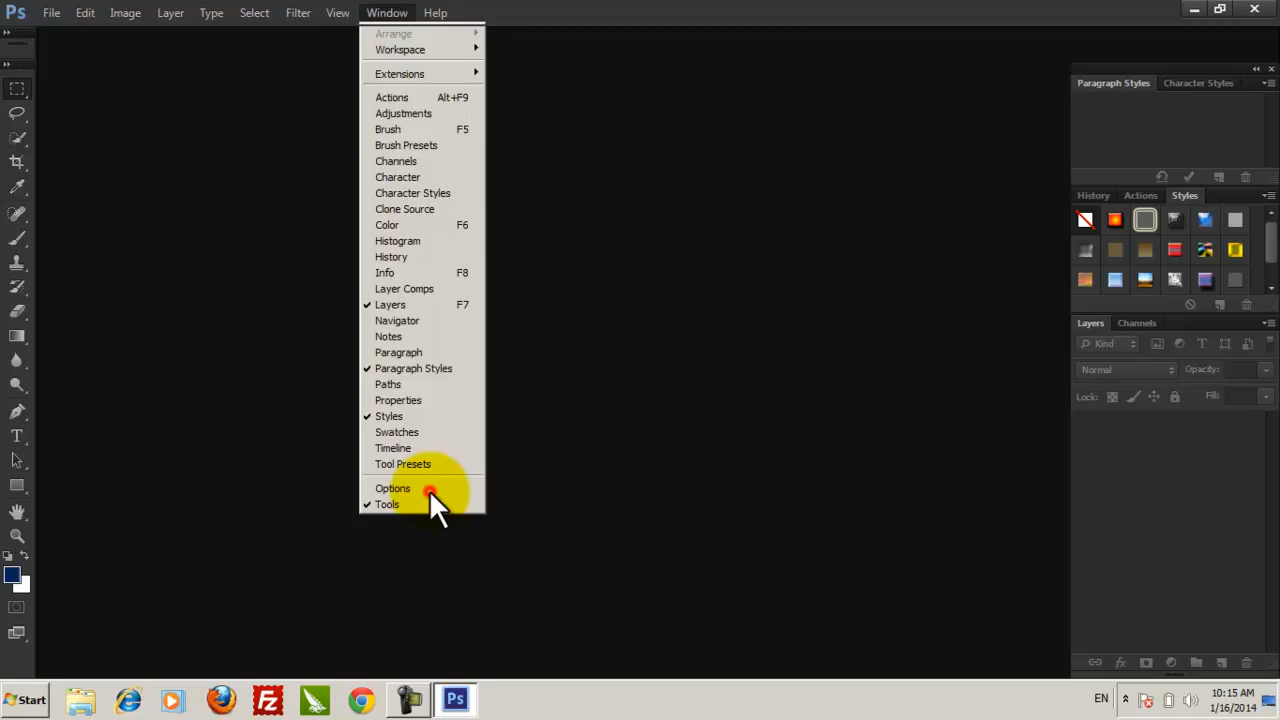 Ps File Edit Image Layer Type Select Filter View Window Help
Arrange
Workspace
Extensions
Actions Alt+F9
Adjustments
Brush F5
Brush Presets
Channels
Character
Character Styles
Clone Source
Color F6
Histogram
History
Info F8
Layer Comps
Layers F7
Navigator
Notes
Paragraph
Paragraph Styles
Paths
Properties
Styles
Swatches
Timeline
Tool Presets
Options
Tools
Paragraph Styles Character Styles
History Actions Styles
Layers Channels
Kind
Normal Opacity:
Lock: Fill:
Start
Fz
Ps
EN
10:15 AM
1/16/2014